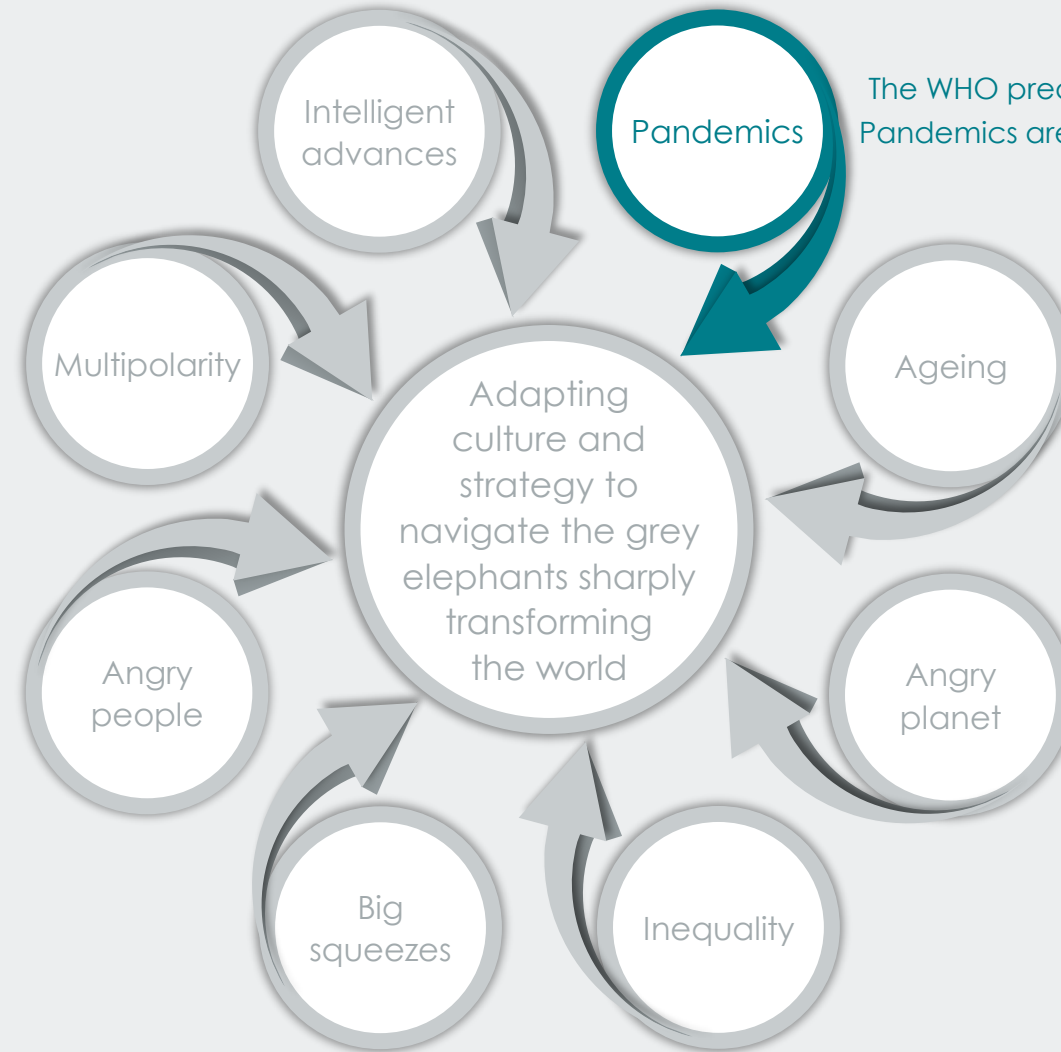 Intelligent
advances
Pandemics
The WHO pred
Pandemics are
Multipolarity
Ageing
Adapting
culture and
strategy to
navigate the grey
elephants sharply
transforming
the world
Angry
people
Angry
planet
Big
squeezes
Inequality